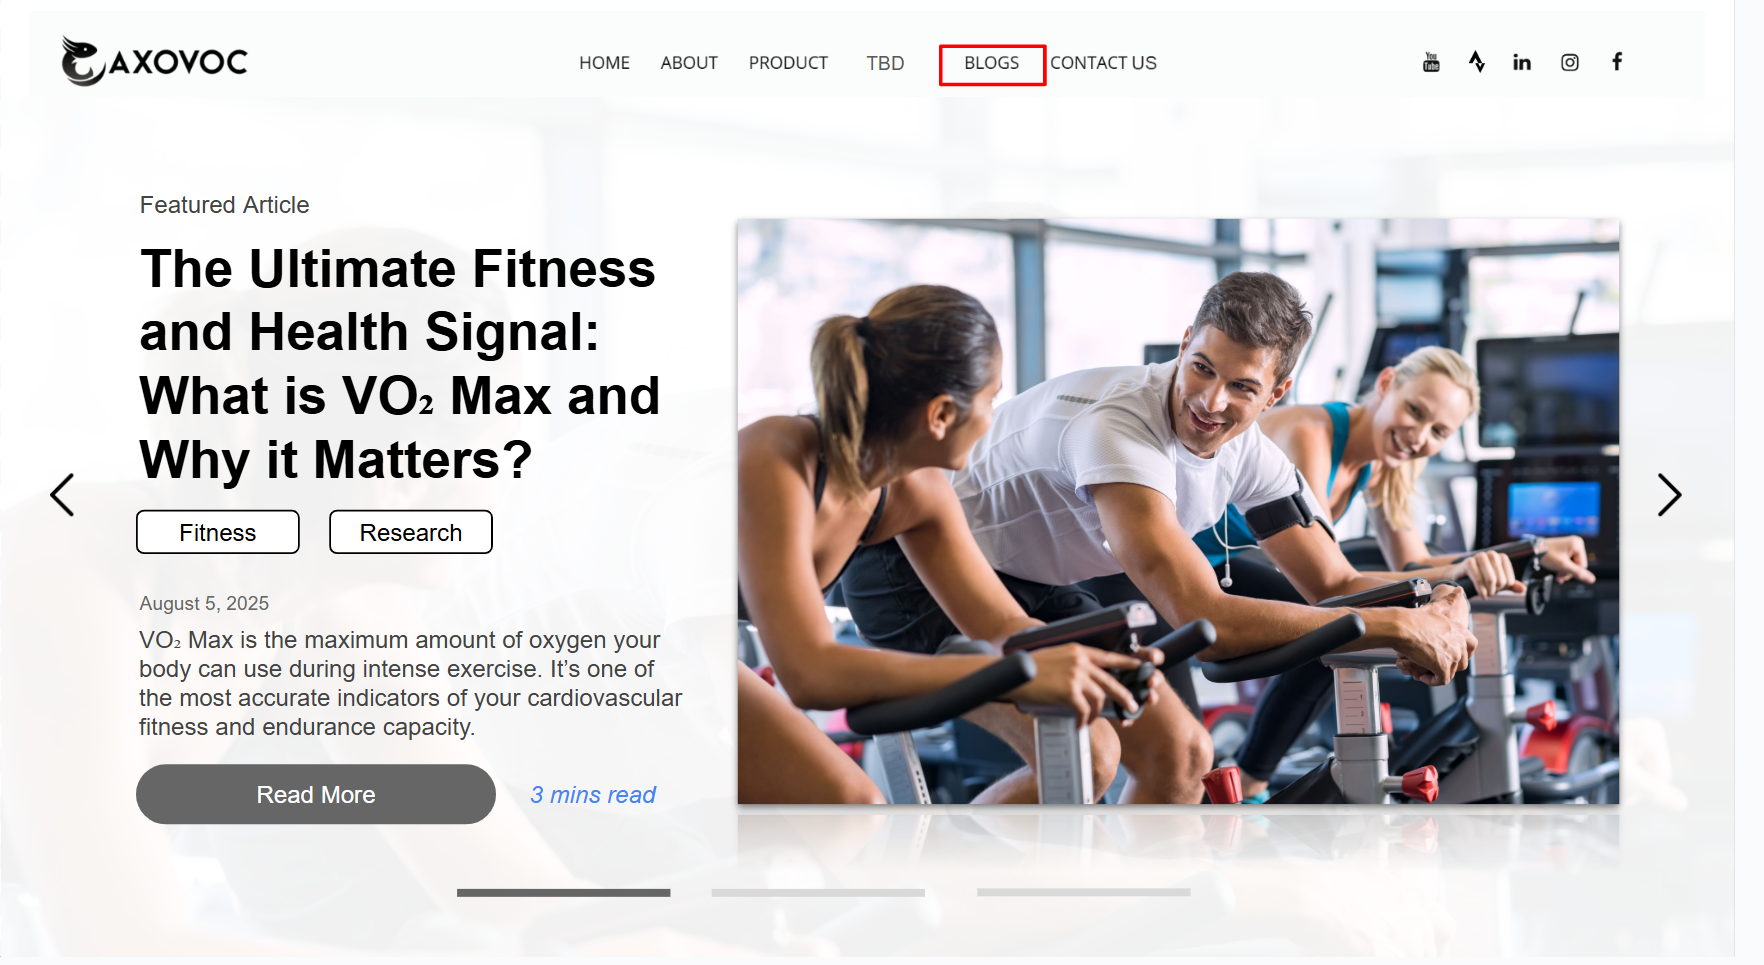 AXOVOC
HOME ABOUT PRODUCT TBD BLOGS CONTACT US
You
Tube
in
f
Featured Article
The Ultimate Fitness
and Health Signal:
What is VO₂ Max and
Why it Matters?
Fitness Research
August 5, 2025
VO₂ Max is the maximum amount of oxygen your
body can use during intense exercise. It’s one of
the most accurate indicators of your cardiovascular
fitness and endurance capacity.
Read More 3 mins read